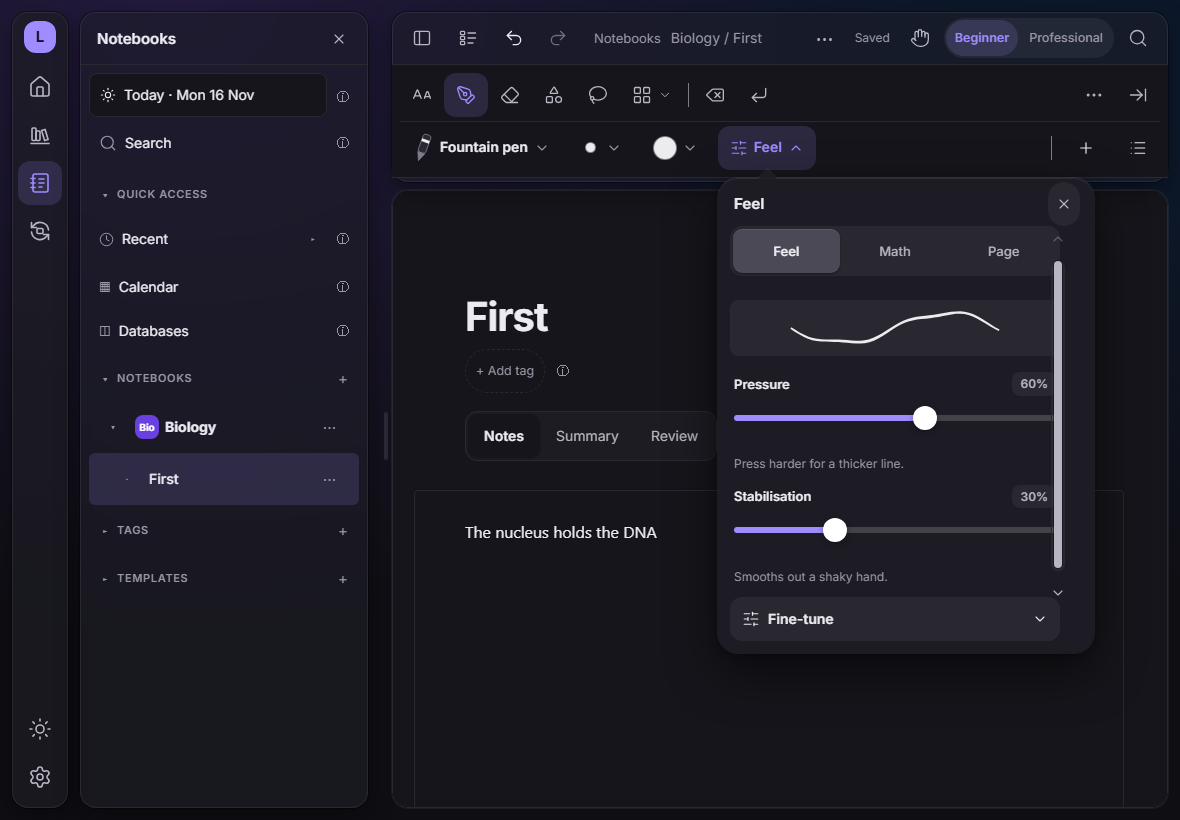 L
Notebooks
Today · Mon 16 Nov
Search
QUICK ACCESS
Recent
Calendar
Databases
NOTEBOOKS
Bio Biology
First
TAGS
TEMPLATES
Notebooks Biology / First
Saved
Beginner Professional
AA
Fountain pen
Feel
Feel
Feel Math Page
Pressure 60%
Press harder for a thicker line.
Stabilisation 30%
Smooths out a shaky hand.
Fine-tune
First
+ Add tag
Notes Summary Review
The nucleus holds the DNA